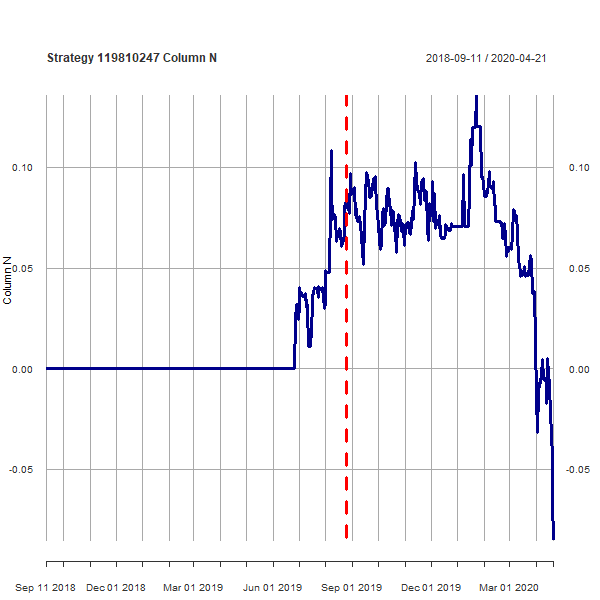 Strategy 119810247 Column N
2018-09-11 / 2020-04-21
0.10
0.10
0.05
0.05
Column N
0.00
0.00
-0.05
-0.05
Sep 11 2018
Dec 01 2018
Mar 01 2019
Jun 01 2019
Sep 01 2019
Dec 01 2019
Mar 01 2020